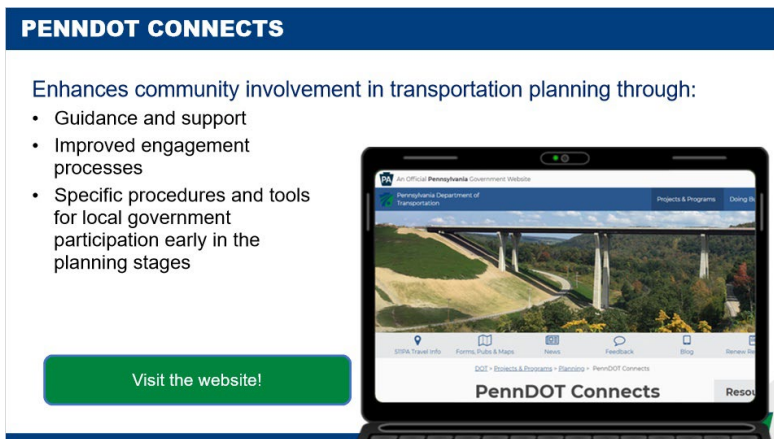 PENNDOT CONNECTS
Enhances community involvement in transportation planning through:
• Guidance and support
• Improved engagement
processes
• Specific procedures and tools
for local government
participation early in the
planning stages
Visit the website!
PA An Official Pennsylvania Government Website
Pennsylvania Department of
Transportation
Projects & Programs Doing
511PA Travel Info Forms, Pubs & Maps News Feedback Blog Renew
DOT > Projects & Programs > Planning > PennDOT Connects
PennDOT Connects